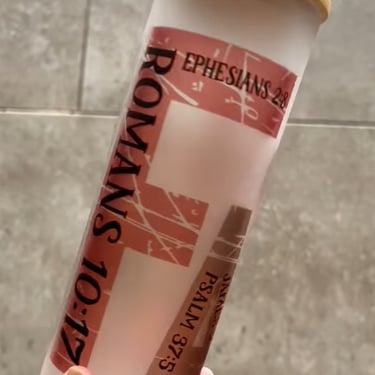 EPHESIANS 2:8
ROMANS 10:17
PSALM 37:5